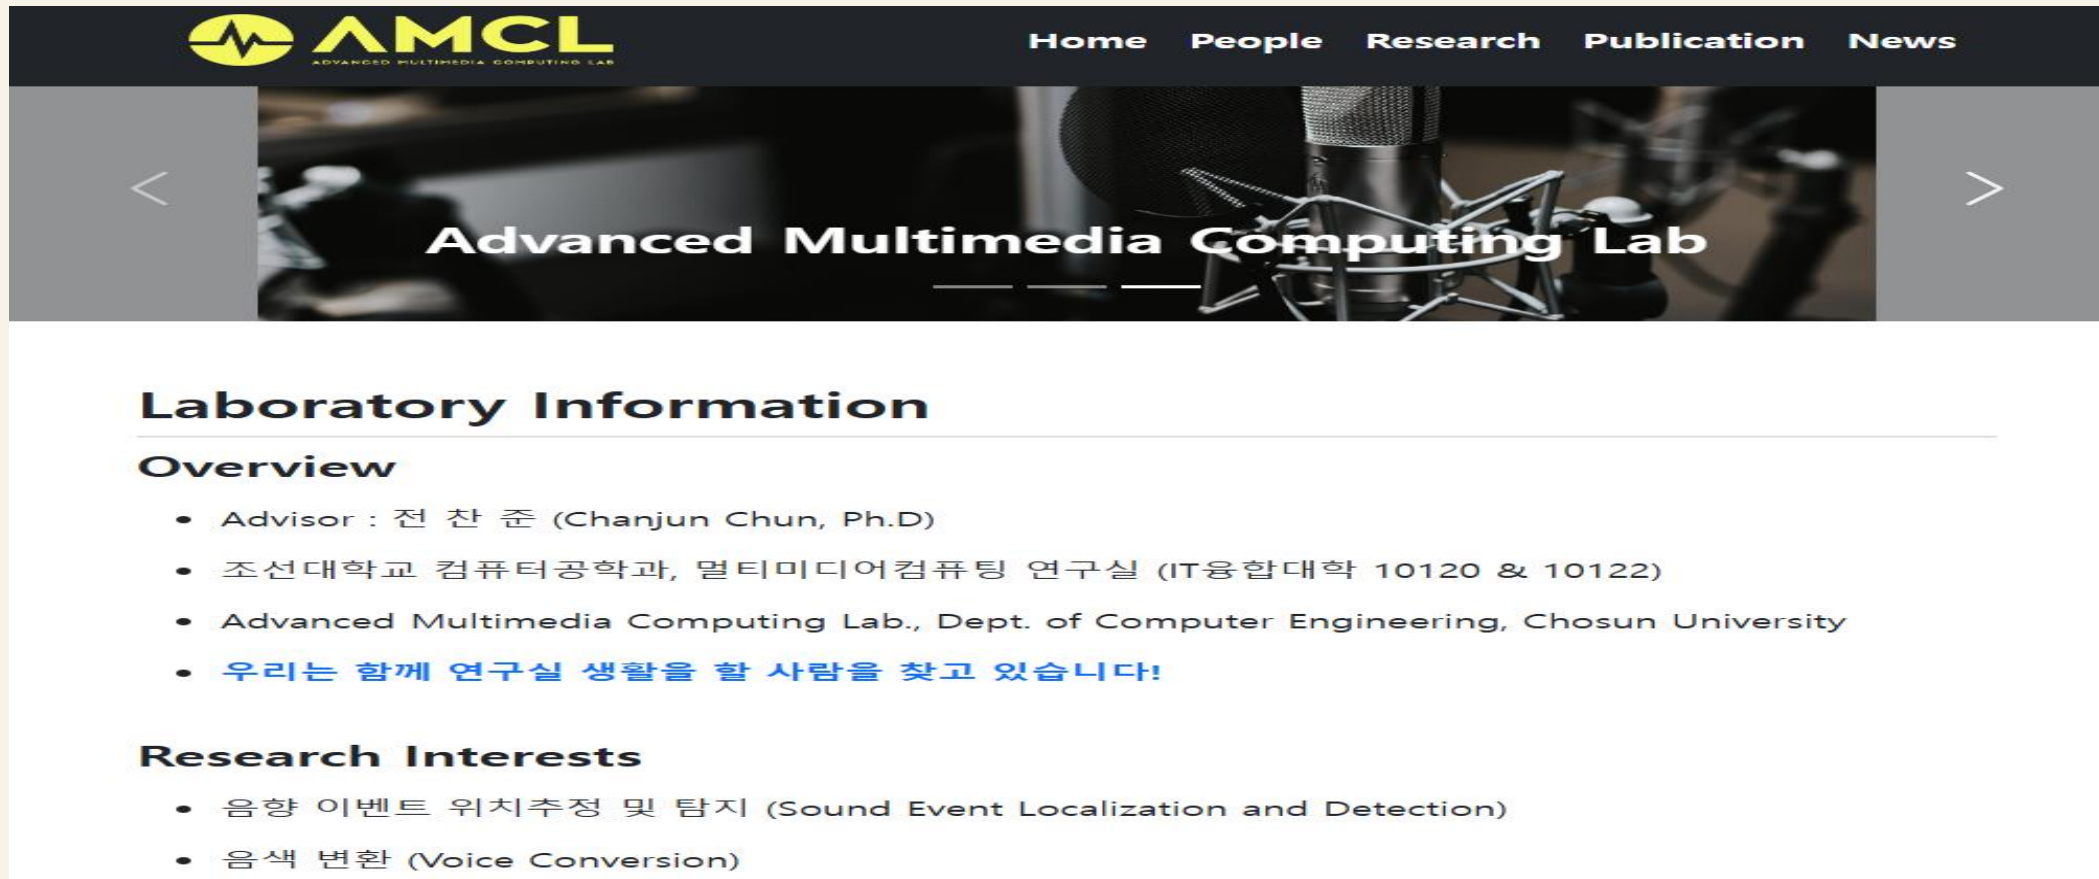 AMCL
ADVANCED MULTIMEDIA COMPUTING LAB
Home People Research Publication News
Advanced Multimedia Computing Lab
Laboratory Information
Overview
Advisor : 전 찬 준 (Chanjun Chun, Ph.D)
조선대학교 컴퓨터공학과, 멀티미디어컴퓨팅 연구실 (IT융합대학 10120 & 10122)
Advanced Multimedia Computing Lab., Dept. of Computer Engineering, Chosun University
우리는 함께 연구실 생활을 할 사람을 찾고 있습니다!
Research Interests
음향 이벤트 위치추정 및 탐지 (Sound Event Localization and Detection)
음색 변환 (Voice Conversion)